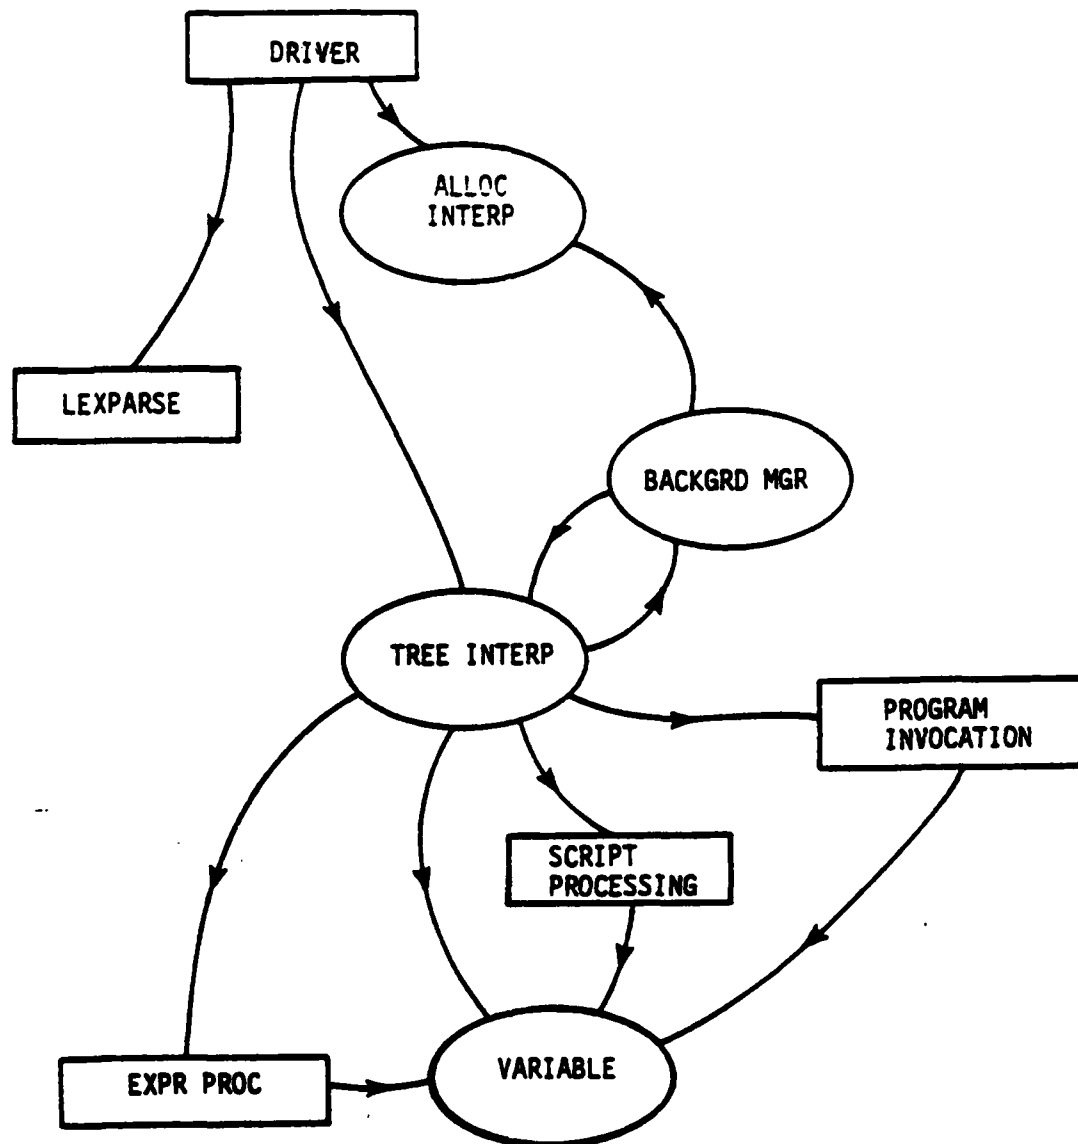 DRIVER
ALLOC
INTERP
LEXPARSE
BACKGRD MGR
TREE INTERP
PROGRAM
INVOCATION
SCRIPT
PROCESSING
EXPR PROC
VARIABLE